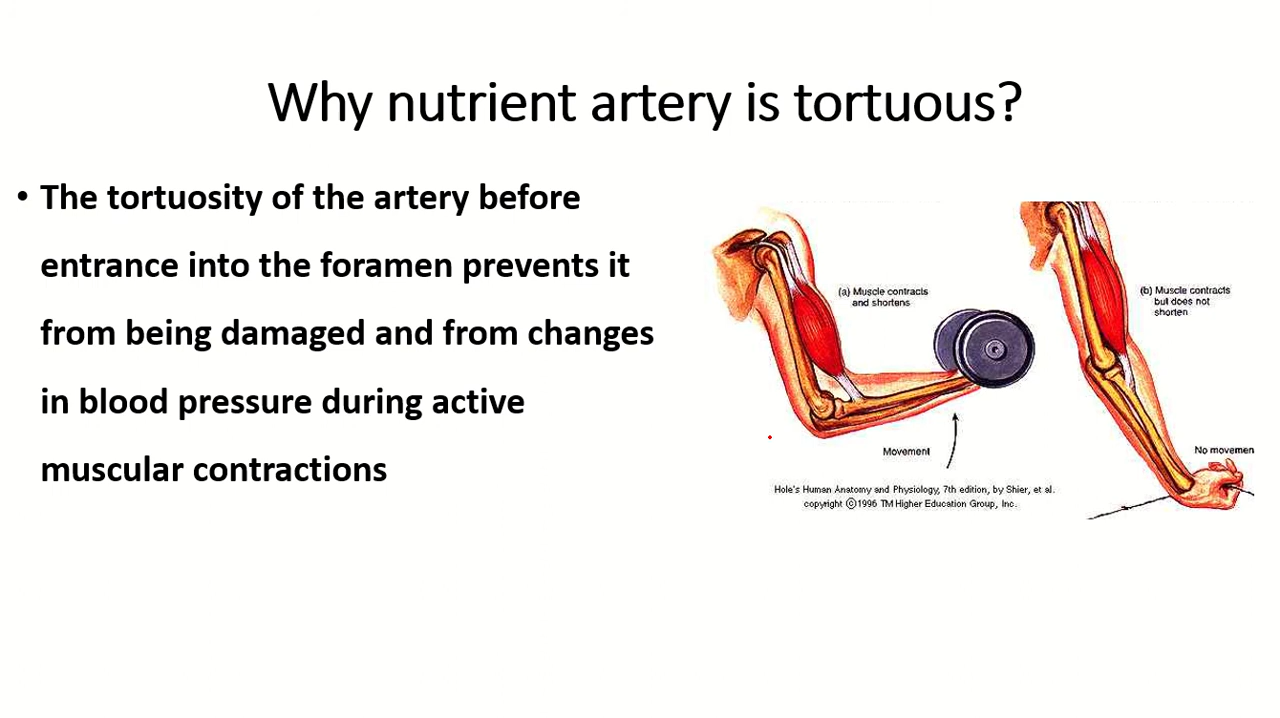 Why nutrient artery is tortuous?
• The tortuosity of the artery before
entrance into the foramen prevents it
from being damaged and from changes
in blood pressure during active
muscular contractions
(a) Muscle contracts
and shortens
Movement
(b) Muscle contracts
but does not
shorten
No movemen
Hole's Human Anatomy and Physiology, 7th edition, by Shier, et al.
copyright ©1996 TM Higher Education Group, Inc.